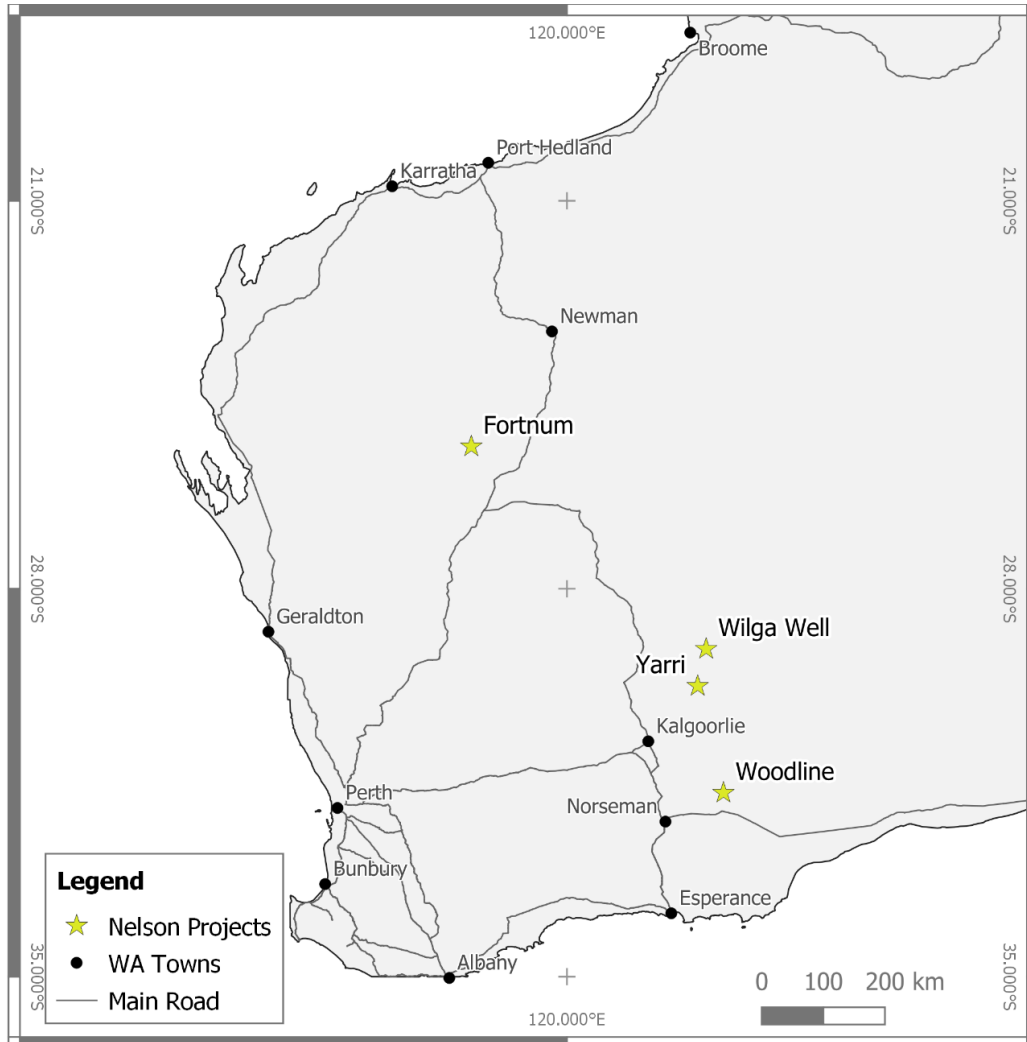 120.000°E
Broome
Port Hedland
Karratha
21.000°S
21.000°S
Newman
Fortnum
28.000°S
28.000°S
Geraldton
Wilga Well
Yarri
Kalgoorlie
Woodline
Perth
Norseman
Bunbury
Esperance
Albany
35.000°S
35.000°S
Legend
Nelson Projects
WA Towns
Main Road
0 100 200 km
120.000°E